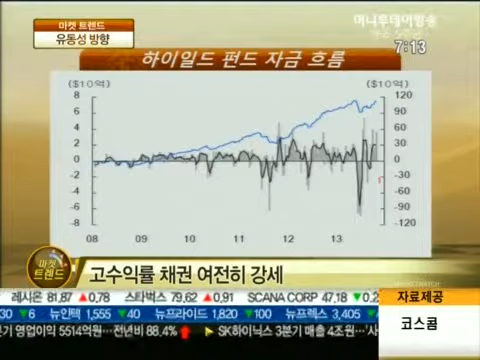 마켓 트렌드
유동성 방향
머니투데이방송
7:13
하이일드 펀드 자금 흐름
($10억) ($10억)
8 120
6 90
4 60
2 30
0 0
-2 -30
-4 -60
-6 -90
-8 -120
08 09 10 11 12 13
마켓
트렌드
고수익률 채권 여전히 강세
레시온 81,87 ▲0,78 스타벅스 79,62 ▲0,91 SCANA CORP 47,18 ▼0,2
30 ▼6 뉴인텍 1,555 ▼40 뉴프라이드 1,820 ▼100 뉴프렉스 3,405 ▼
분기 영업이익 5514억원…전년비 88.4%⬆ ▶ SK하이닉스 3분기 매출 4조원…'사
자료제공
코스콤